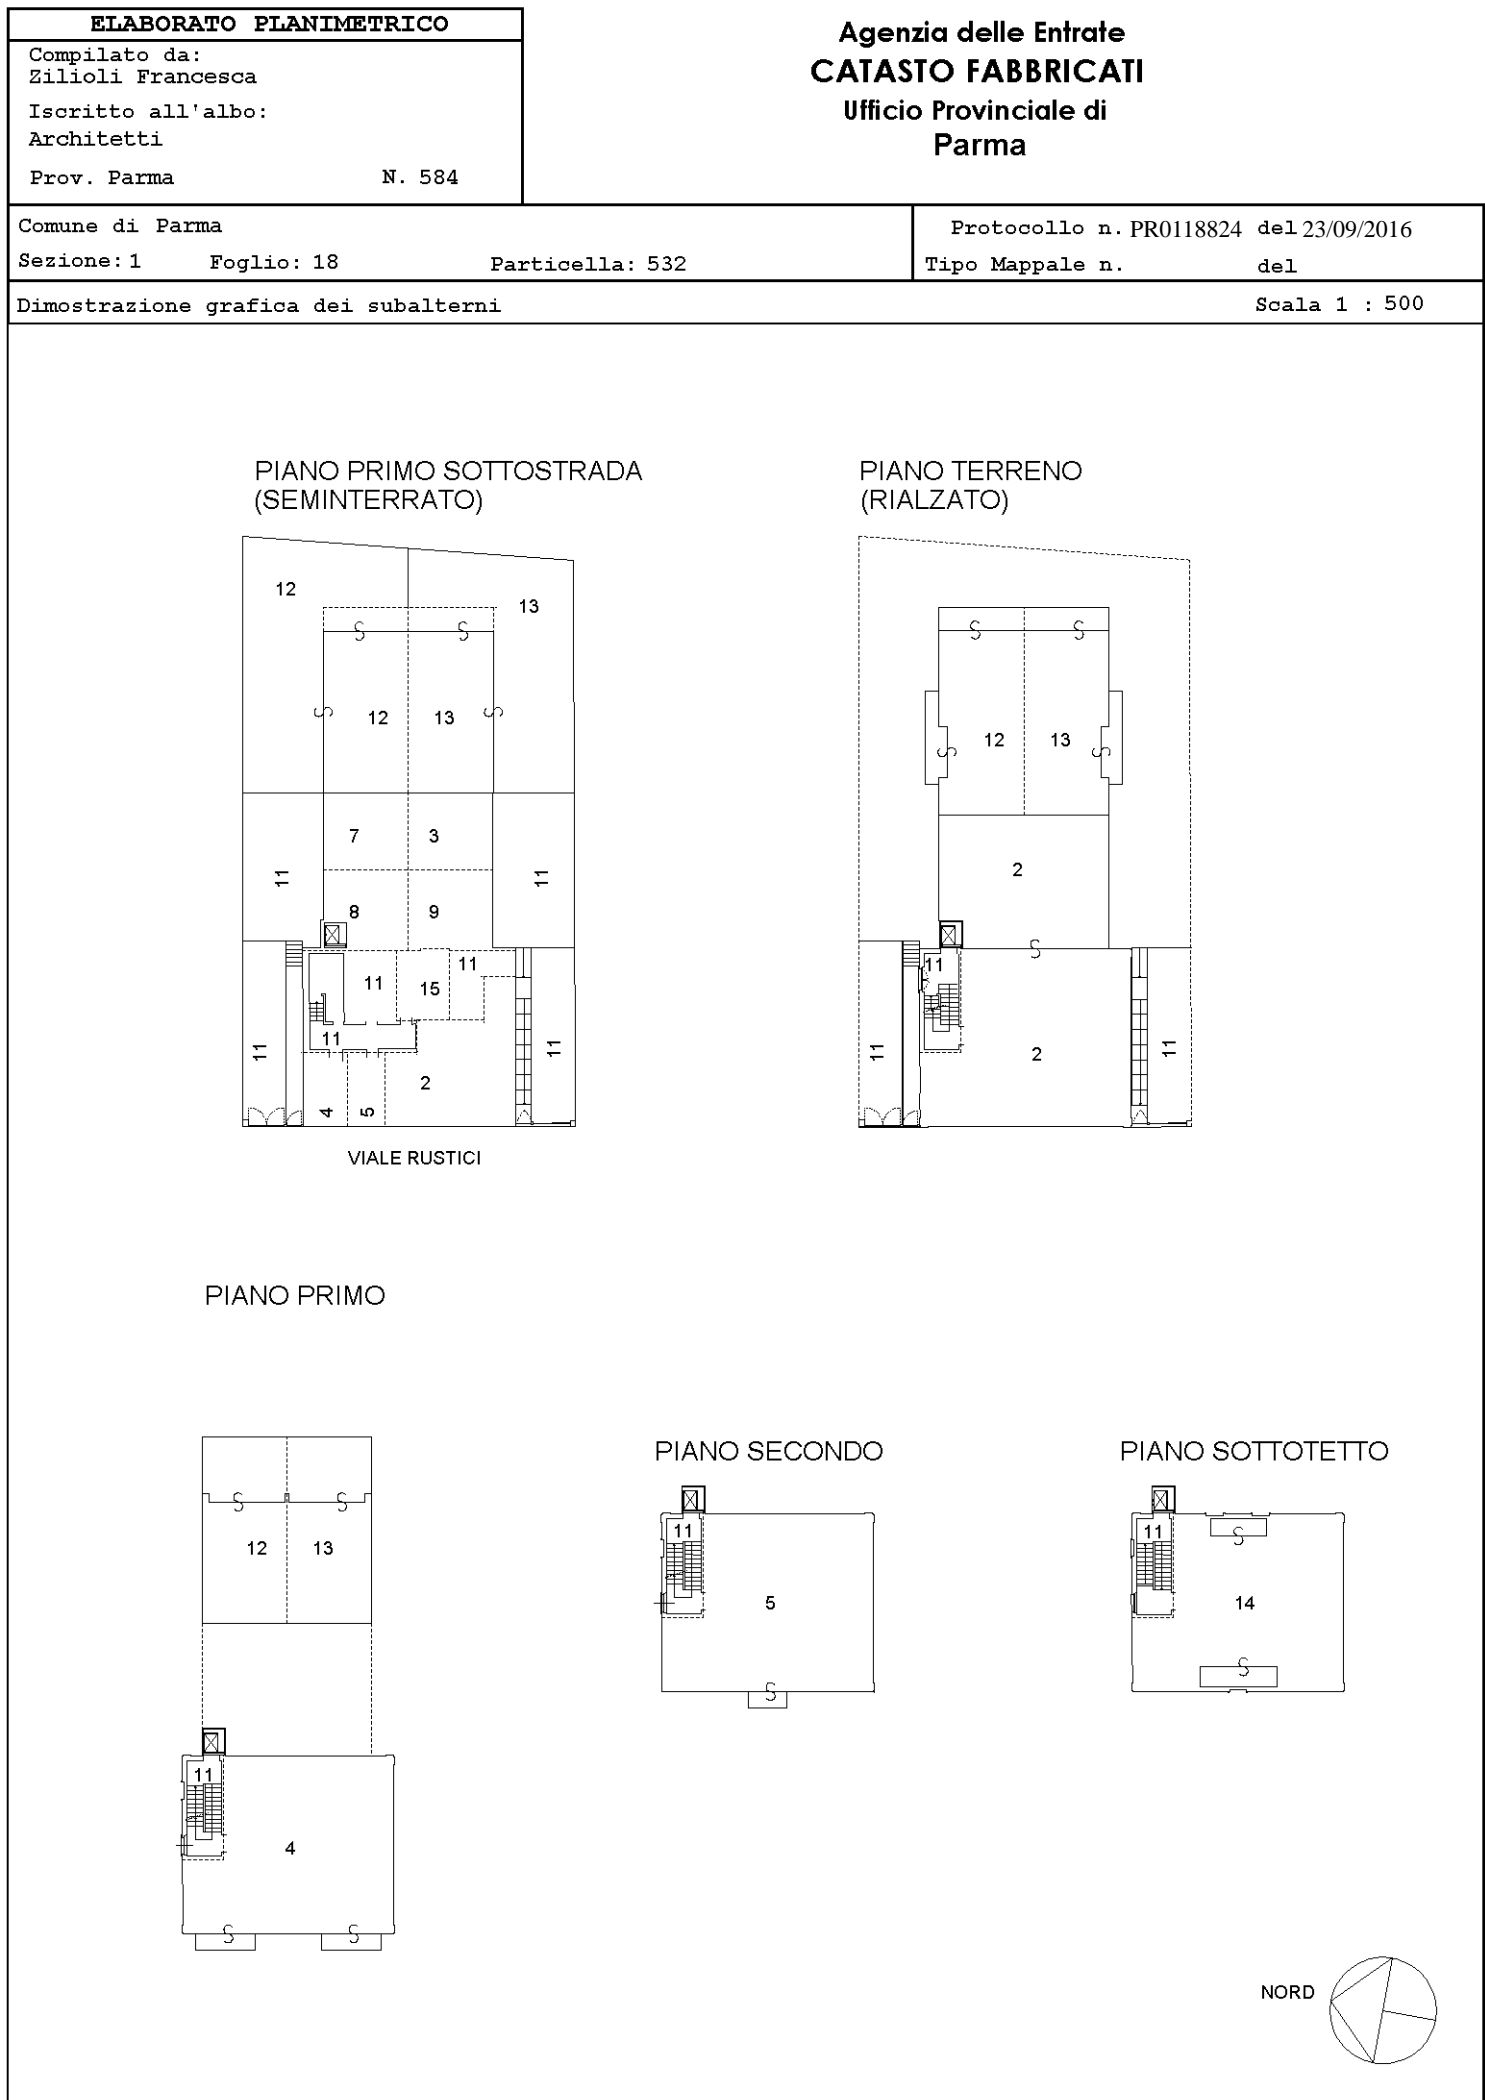 ELABORATO PLANIMETRICO
Compilato da:
Zilioli Francesca
Iscritto all'albo:
Architetti
Prov. Parma N. 584
Agenzia delle Entrate
CATASTO FABBRICATI
Ufficio Provinciale di
Parma
Comune di Parma
Sezione: 1 Foglio: 18 Particella: 532
Protocollo n. PR0118824 del 23/09/2016
Tipo Mappale n. del
Dimostrazione grafica dei subalterni Scala 1 : 500
PIANO PRIMO SOTTOSTRADA
(SEMINTERRATO)
12
13
S S
S 12 13 S
7 3
11 11
8 9
11
11 15
11
11 11
2
4 5
VIALE RUSTICI
PIANO TERRENO
(RIALZATO)
S S
12 13
S S
2
S
11
11 2 11
PIANO PRIMO
S S
12 13
11
4
S S
PIANO SECONDO
11
5
S
PIANO SOTTOTETTO
11 S
14
S
NORD